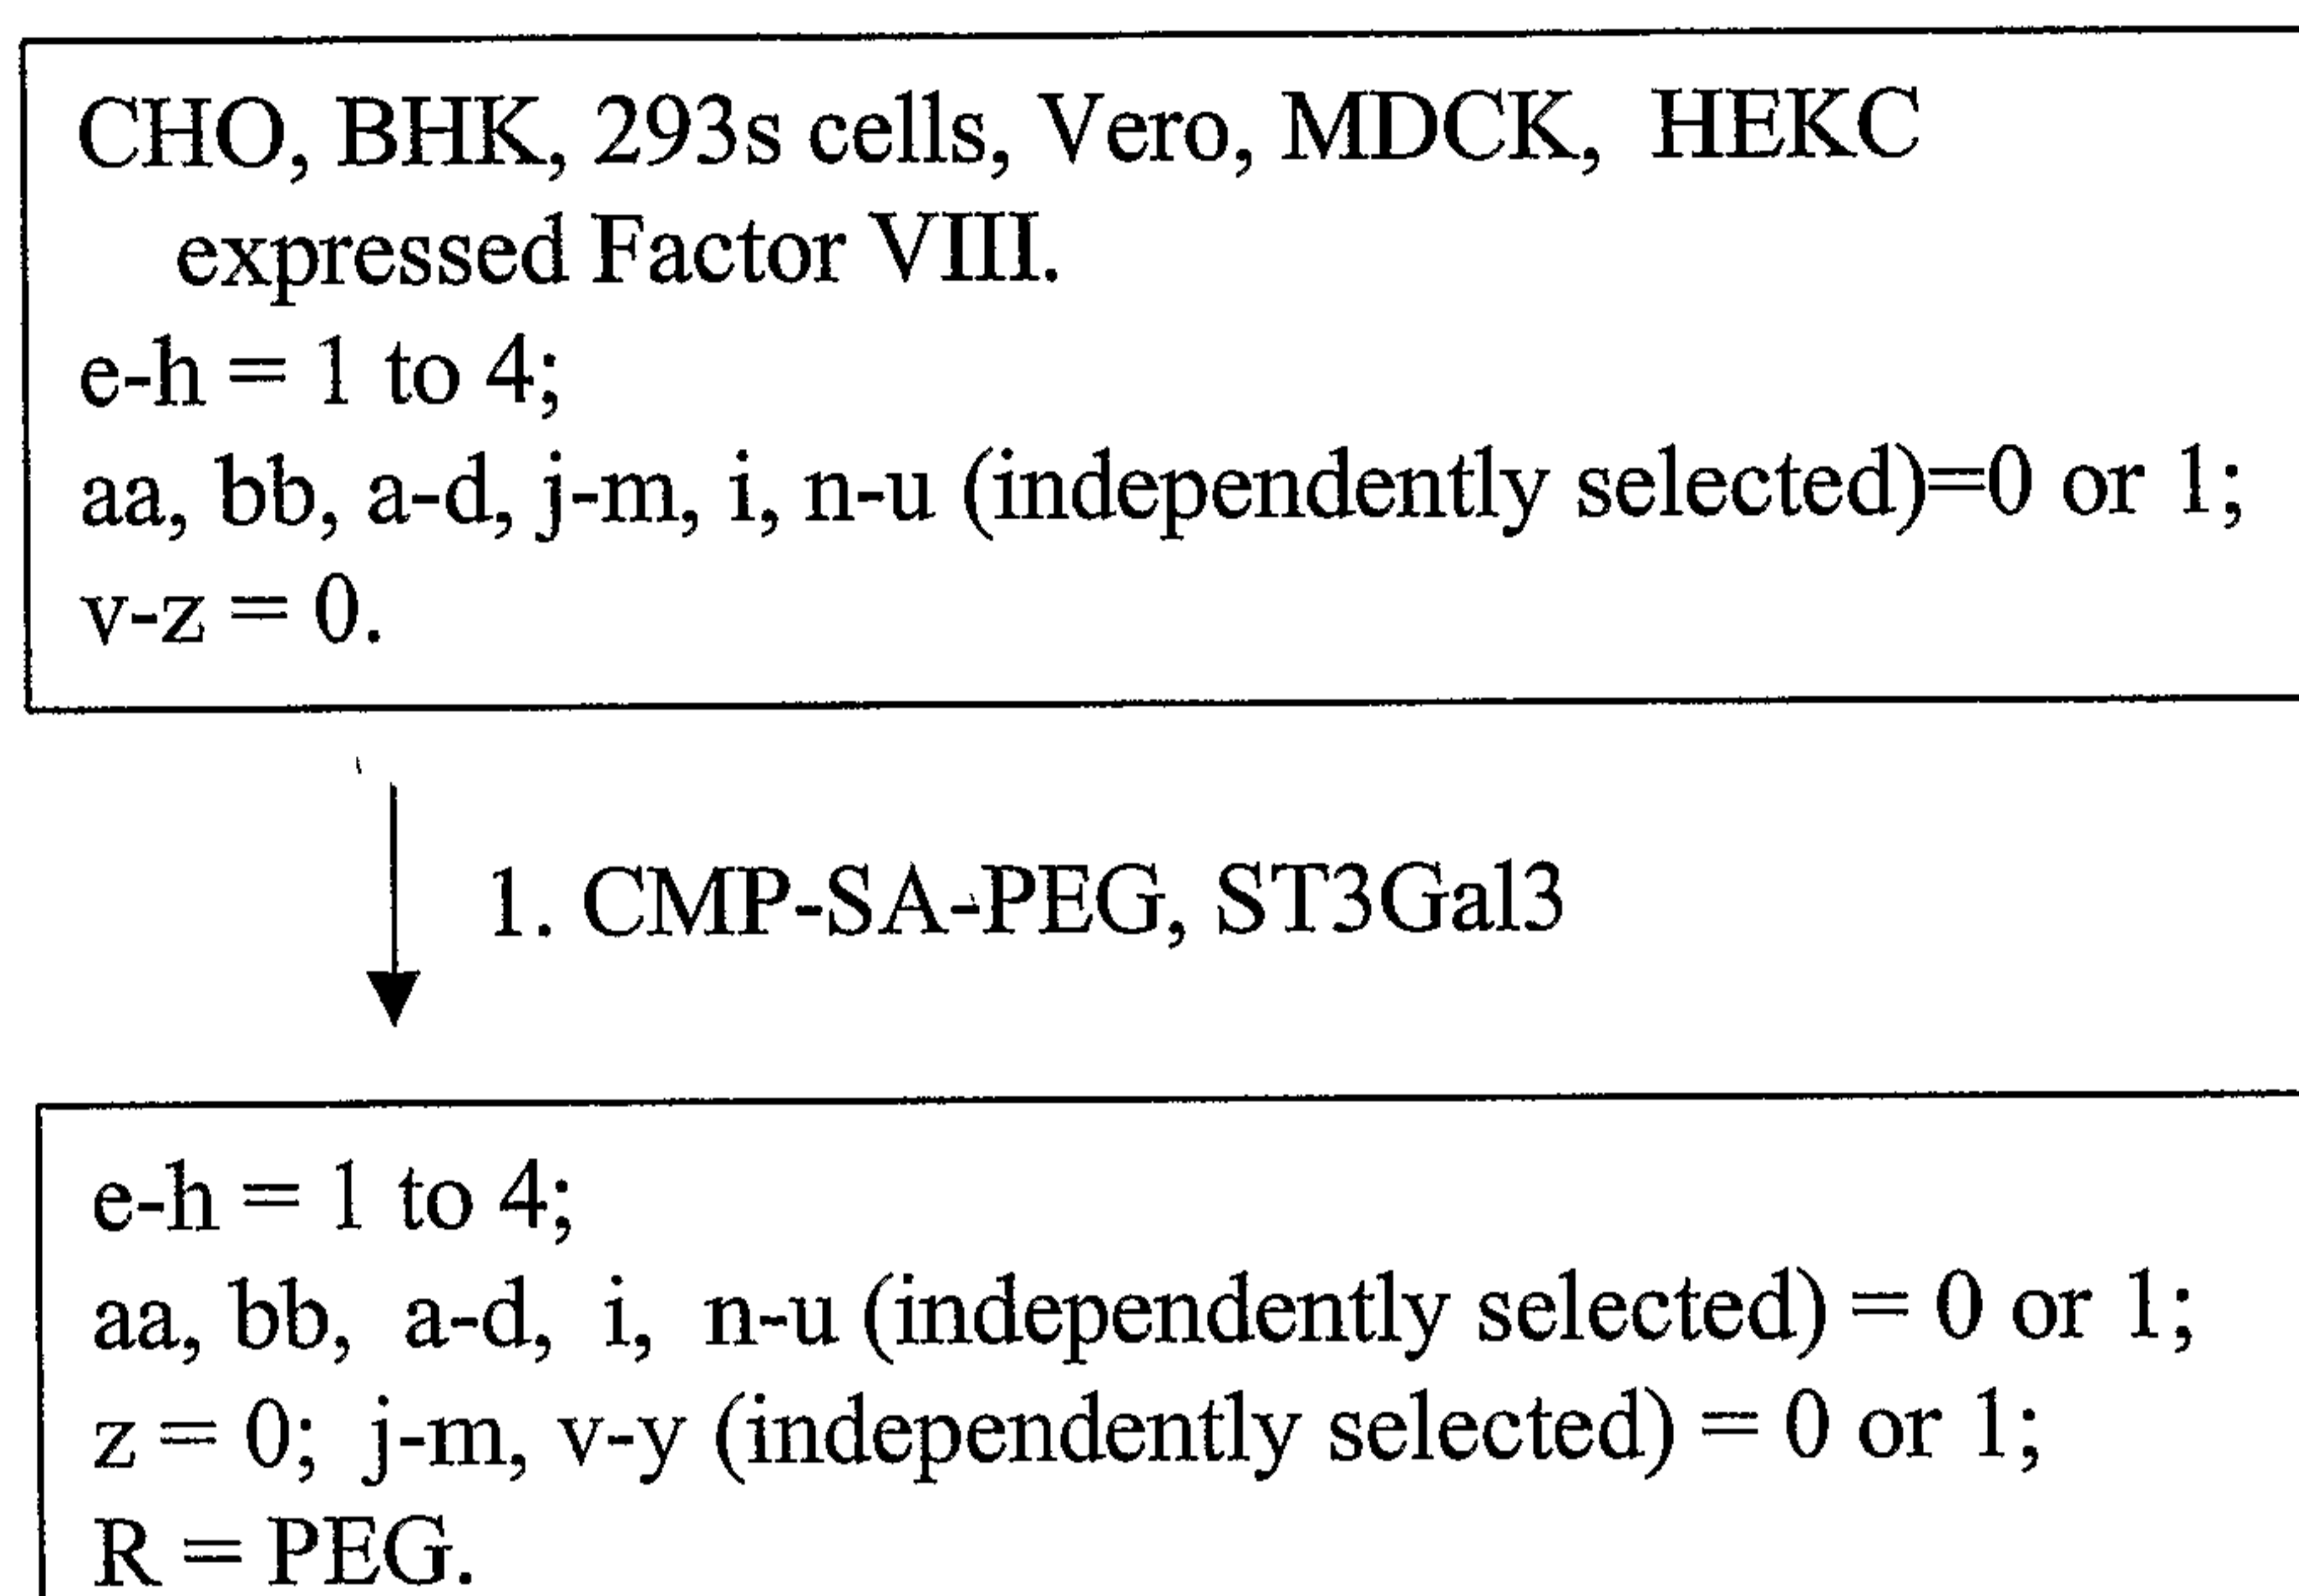 CHO, BHK, 293s cells, Vero, MDCK, HEKC
expressed Factor VIII.
e-h = 1 to 4;
aa, bb, a-d, j-m, i, n-u (independently selected)=0 or 1;
v-z = 0.
1. CMP-SA-PEG, ST3Gal3
e-h = 1 to 4;
aa, bb, a-d, i, n-u (independently selected) = 0 or 1;
z = 0; j-m, v-y (independently selected) = 0 or 1;
R = PEG.